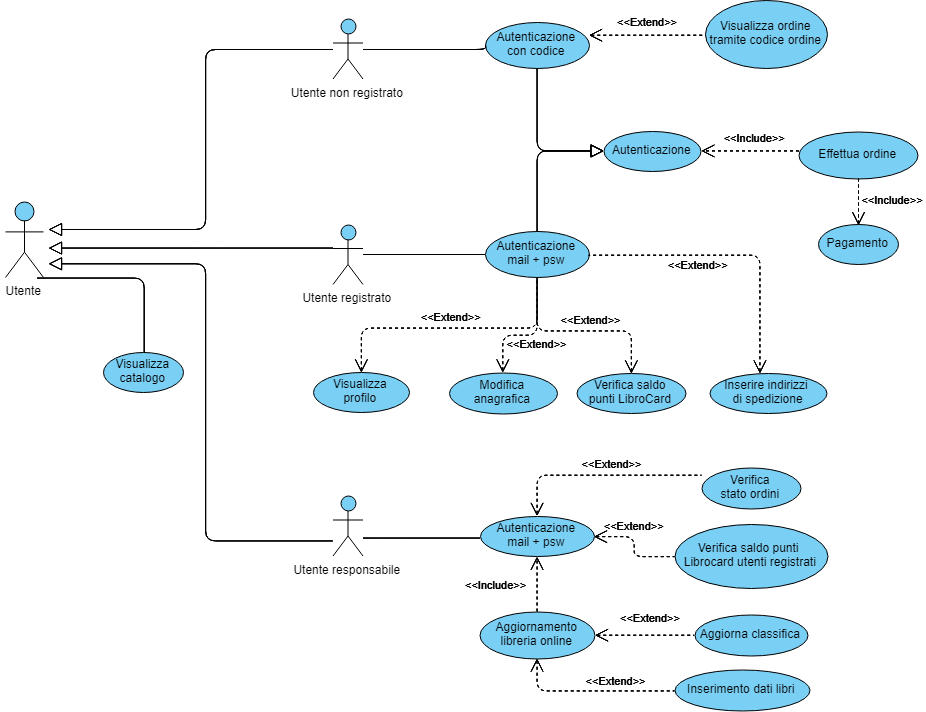 Autenticazione
con codice
<<Extend>>
Visualizza ordine
tramite codice ordine
Utente non registrato
Autenticazione
<<Include>>
Effettua ordine
<<Include>>
Pagamento
Utente
Utente registrato
Autenticazione
mail + psw
<<Extend>>
<<Extend>>
<<Extend>>
<<Extend>>
Visualizza
catalogo
Visualizza
profilo
Modifica
anagrafica
Verifica saldo
punti LibroCard
Inserire indirizzi
di spedizione
<<Extend>>
Verifica
stato ordini
Utente responsabile
Autenticazione
mail + psw
<<Extend>>
Verifica saldo punti
Librocard utenti registrati
<<Include>>
Aggiornamento
libreria online
<<Extend>>
Aggiorna classifica
<<Extend>>
Inserimento dati libri